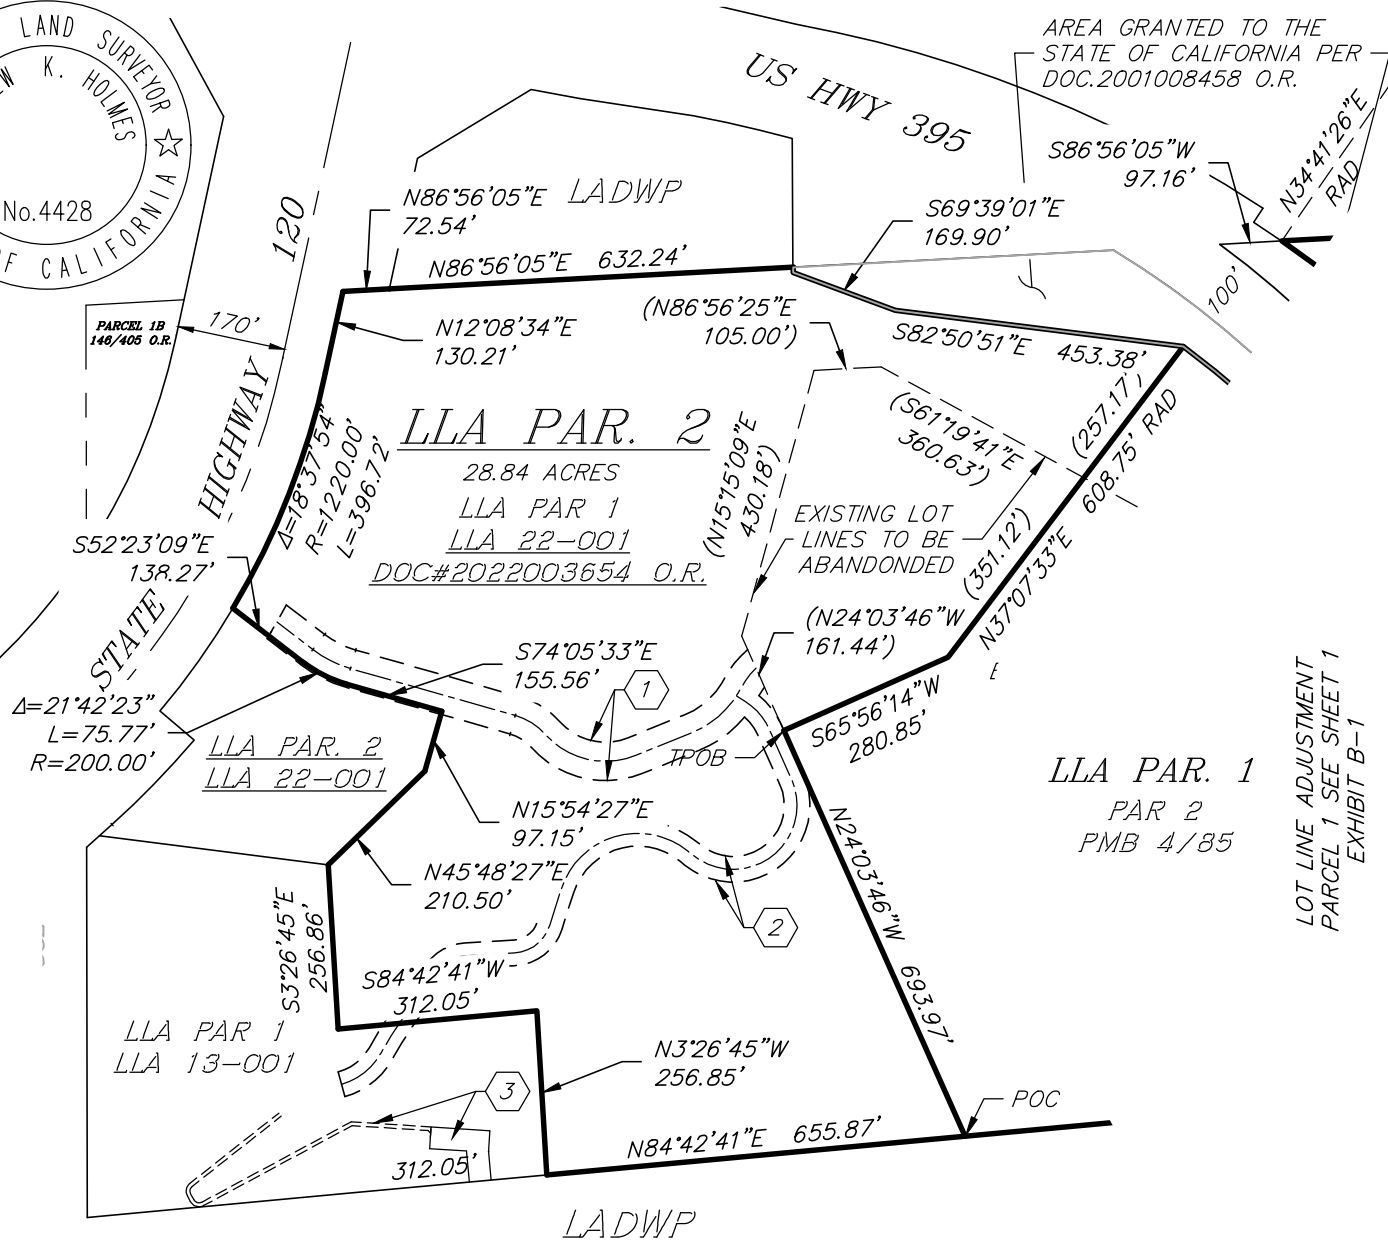 LAND SURVEYOR
W K. HOLMES
No.4428
OF CALIFORNIA
AREA GRANTED TO THE
STATE OF CALIFORNIA PER
DOC.2001008458 O.R.
US HWY 395
S86°56'05"W
97.16'
N34°41'26"E
RAD
100'
N86°56'05"E
72.54'
LADWP
S69°39'01"E
169.90'
N86°56'05"E 632.24'
120
STATE HIGHWAY
170'
PARCEL 1B
146/405 O.R.
N12°08'34"E
130.21'
(N86°56'25"E
105.00')
S82°50'51"E 453.38'
(257.17')
N37°07'33"E 608.75' RAD
(351.12')
(S61°19'41"E
360.63')
(N15°15'09"E
430.18')
LLA PAR. 2
28.84 ACRES
LLA PAR 1
LLA 22-001
DOC#2022003654 O.R.
Δ=18°37'54"
R=1220.00'
L=396.72'
EXISTING LOT
LINES TO BE
ABANDONDED
S52°23'09"E
138.27'
(N24°03'46"W
161.44')
S74°05'33"E
155.56'
1
Δ=21°42'23"
L=75.77'
R=200.00'
LLA PAR. 2
LLA 22-001
TPOB
S65°56'14"W
280.85'
E
LLA PAR. 1
PAR 2
PMB 4/85
LOT LINE ADJUSTMENT
PARCEL 1 SEE SHEET 1
EXHIBIT B-1
N15°54'27"E
97.15'
N45°48'27"E
210.50'
N24°03'46"W 693.97'
2
S3°26'45"E
256.86'
S84°42'41"W
312.05'
LLA PAR 1
LLA 13-001
N3°26'45"W
256.85'
3
POC
N84°42'41"E 655.87'
312.05'
LADWP